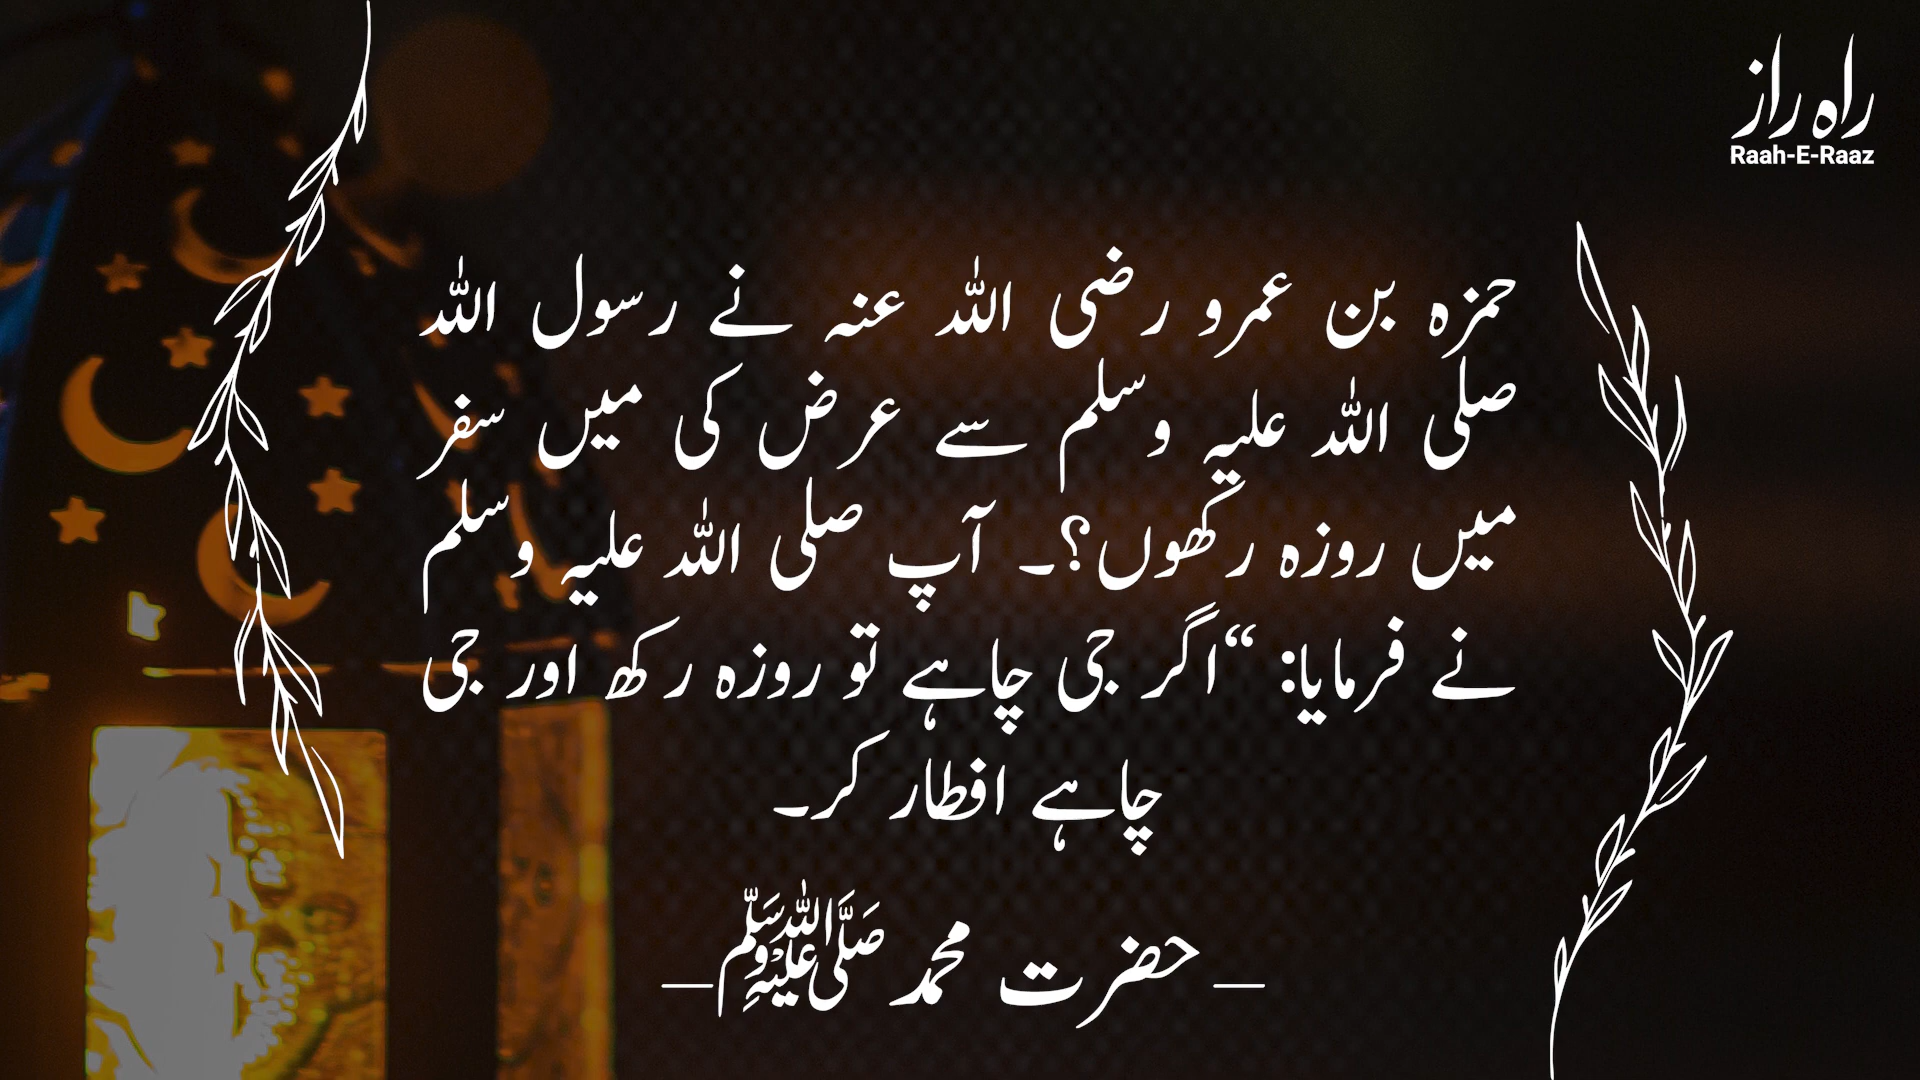 راہ راز
Raah-E-Raaz
حمزہ بن عمرو رضی اللہ عنہ نے رسول اللہ
صلی اللہ علیہ وسلم سے عرض کی میں سفر
میں روزہ رکھوں؟۔ آپ صلی اللہ علیہ وسلم
نے فرمایا: “اگر جی چاہے تو روزہ رکھ اور جی
چاہے افطار کر۔
— حضرت محمد ﷺ —